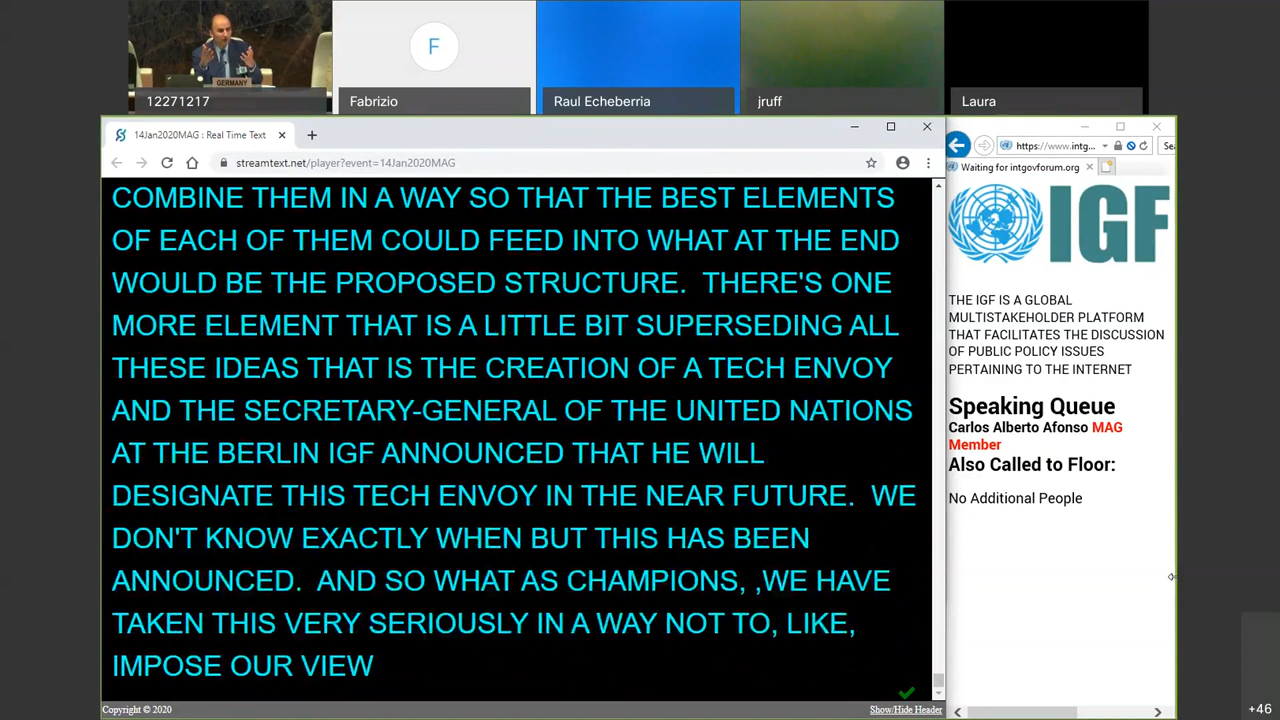 GERMANY
F
12271217
Fabrizio
Raul Echeberria
jruff
Laura
14Jan2020MAG : Real Time Text
streamtext.net/player?event=14Jan2020MAG
COMBINE THEM IN A WAY SO THAT THE BEST ELEMENTS
OF EACH OF THEM COULD FEED INTO WHAT AT THE END
WOULD BE THE PROPOSED STRUCTURE.  THERE'S ONE
MORE ELEMENT THAT IS A LITTLE BIT SUPERSEDING ALL
THESE IDEAS THAT IS THE CREATION OF A TECH ENVOY
AND THE SECRETARY-GENERAL OF THE UNITED NATIONS
AT THE BERLIN IGF ANNOUNCED THAT HE WILL
DESIGNATE THIS TECH ENVOY IN THE NEAR FUTURE.  WE
DON'T KNOW EXACTLY WHEN BUT THIS HAS BEEN
ANNOUNCED.  AND SO WHAT AS CHAMPIONS, ,WE HAVE
TAKEN THIS VERY SERIOUSLY IN A WAY NOT TO, LIKE,
IMPOSE OUR VIEW
Copyright © 2020
Show/Hide Header
https://www.intg...
Sea
Waiting for intgovforum.org
IGF
THE IGF IS A GLOBAL
MULTISTAKEHOLDER PLATFORM
THAT FACILITATES THE DISCUSSION
OF PUBLIC POLICY ISSUES
PERTAINING TO THE INTERNET
Speaking Queue
Carlos Alberto Afonso MAG
Member
Also Called to Floor:
No Additional People
+46